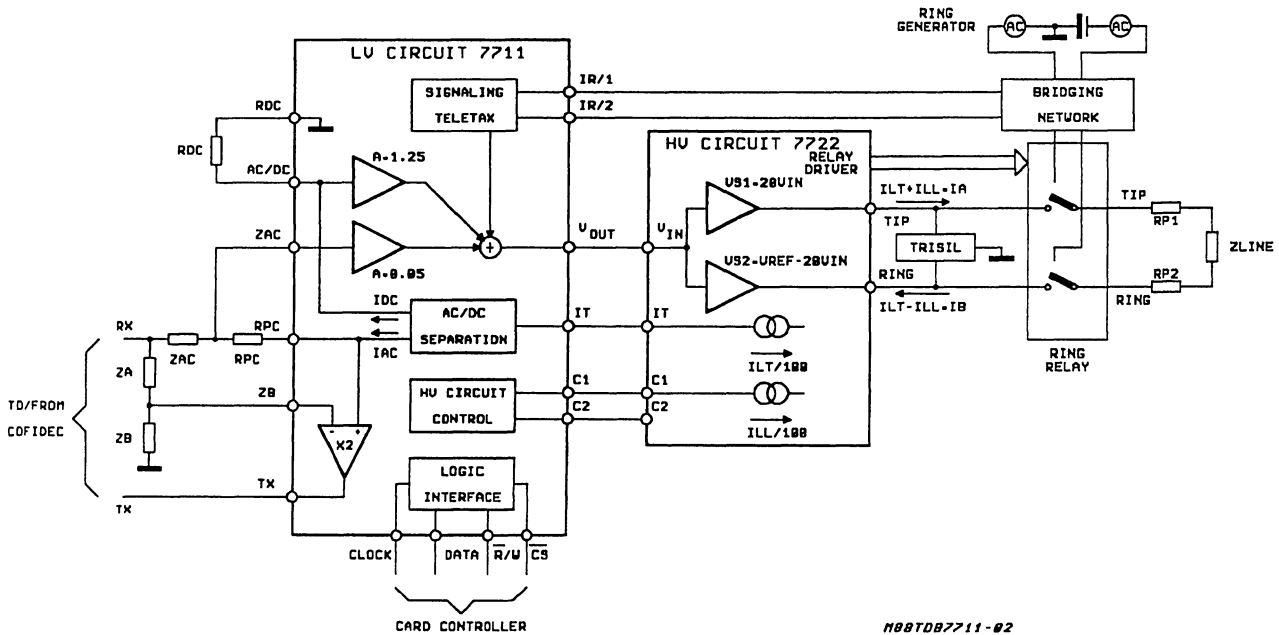 RING
GENERATOR
AC
AC
LV CIRCUIT 7711
SIGNALING
TELETAX
IR/1
IR/2
BRIDGING
NETWORK
RDC
RDC
AC/DC
A=1.25
HV CIRCUIT 7722
RELAY
DRIVER
VS1=20VIN
ILT+ILL=IA
TIP
TIP
RP1
ZAC
A=0.05
+
VOUT
VIN
VS2=VREF-20VIN
TRISIL
ZLINE
RING
ILT-ILL=IB
RING
RP2
IDC
IAC
AC/DC
SEPARATION
IT
IT
ILT/100
RING
RELAY
RX
ZAC
RPC
RPC
ZA
ZB
ZB
TO/FROM
COFIDEC
HV CIRCUIT
CONTROL
C1
C2
C1
C2
ILL/100
- +
X2
LOGIC
INTERFACE
TX
TX
CLOCK
DATA
R/W
CS
CARD CONTROLLER
M88TDB7711-02